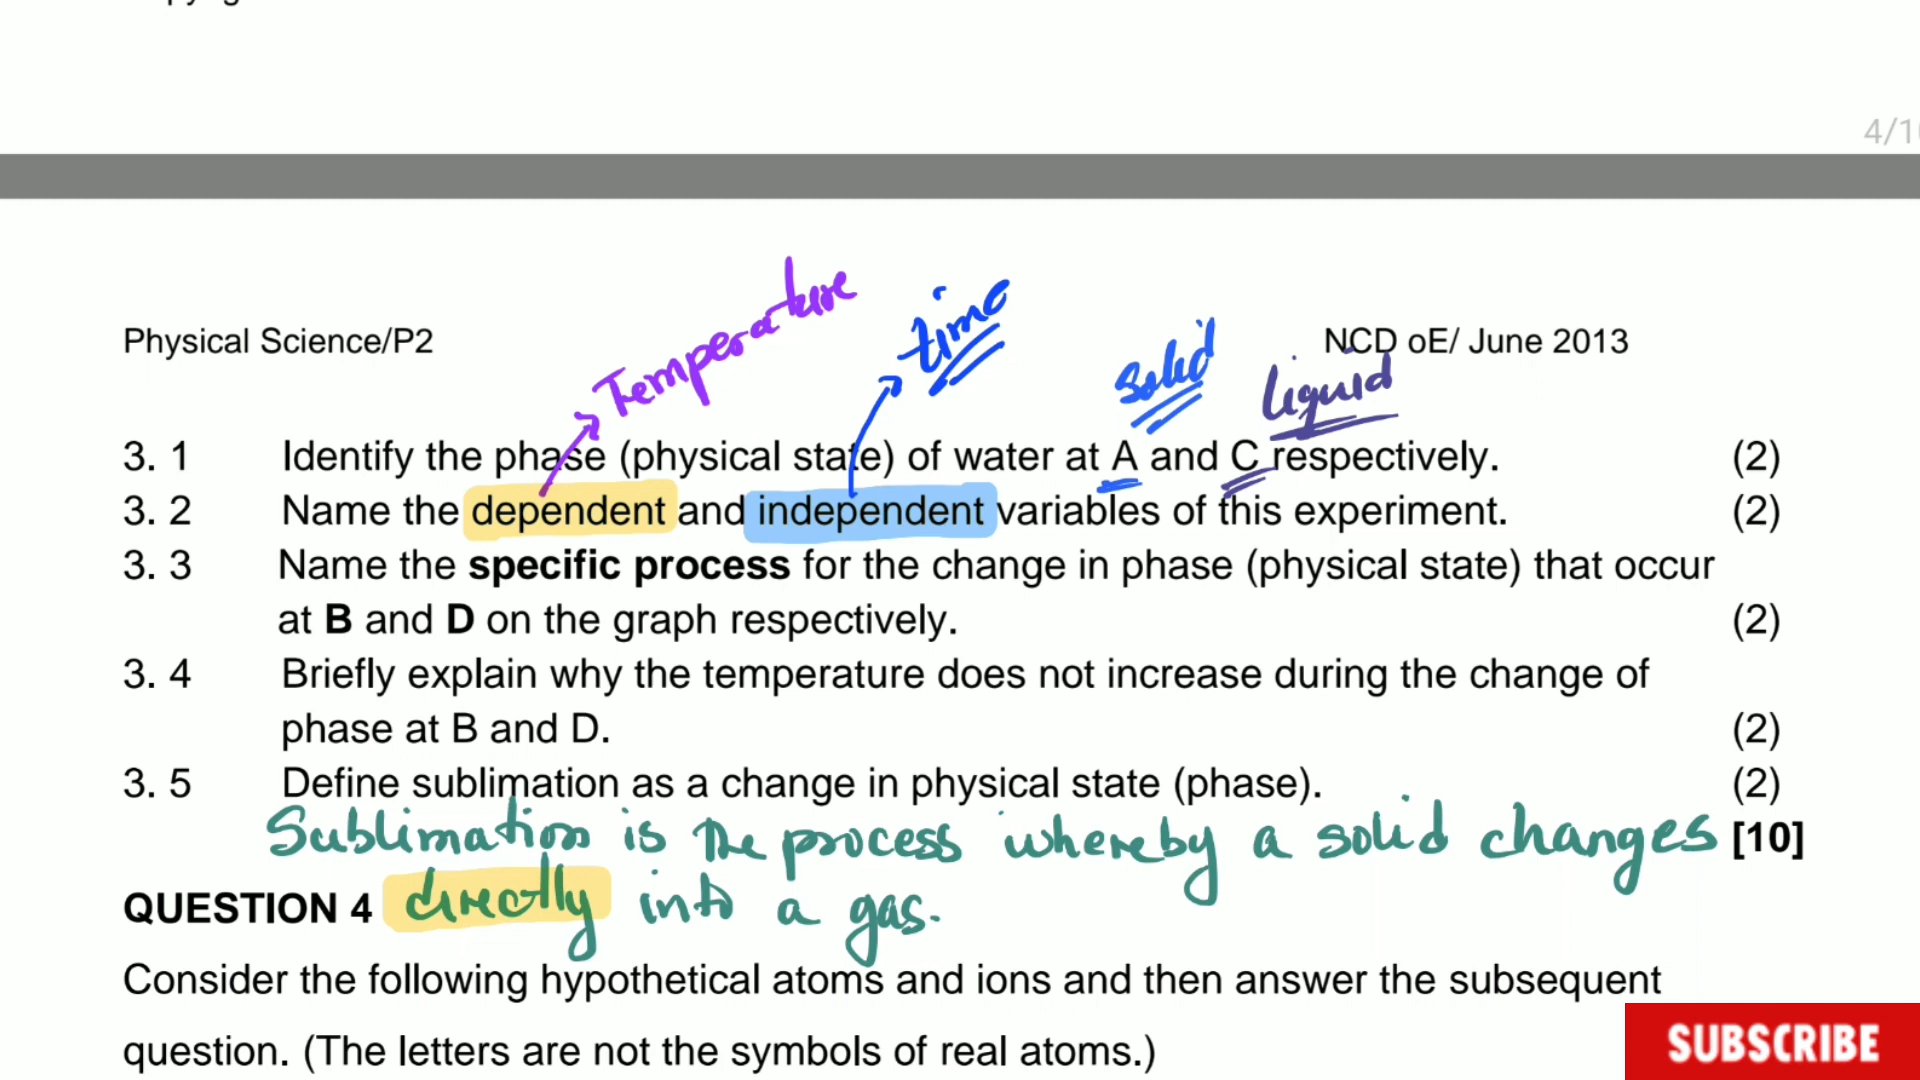 4/1
Temperature
time
Physical Science/P2
NCD oE/ June 2013
solid
liquid
3. 1 Identify the phase (physical state) of water at A and C respectively. (2)
3. 2 Name the dependent and independent variables of this experiment. (2)
3. 3 Name the specific process for the change in phase (physical state) that occur
at B and D on the graph respectively. (2)
3. 4 Briefly explain why the temperature does not increase during the change of
phase at B and D. (2)
3. 5 Define sublimation as a change in physical state (phase). (2)
Sublimation is the process whereby a solid changes [10]
QUESTION 4 directly into a gas.
Consider the following hypothetical atoms and ions and then answer the subsequent
question. (The letters are not the symbols of real atoms.)
SUBSCRIBE